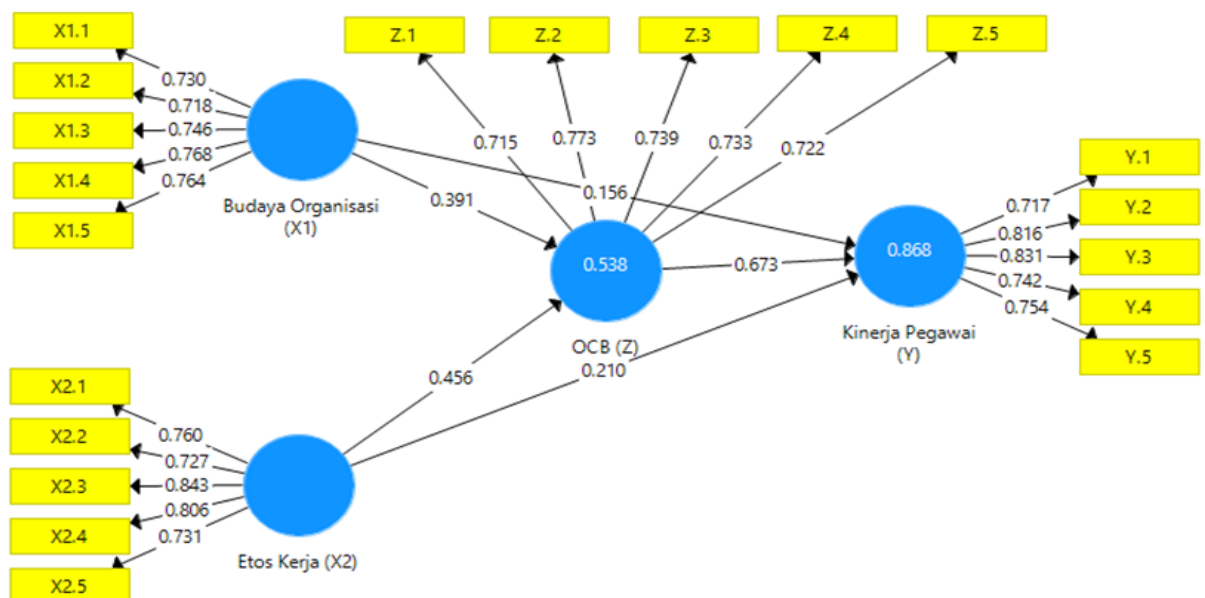 X1.1
X1.2
X1.3
X1.4
X1.5
0.730
0.718
0.746
0.768
0.764
Budaya Organisasi
(X1)
Z.1
Z.2
Z.3
Z.4
Z.5
0.715
0.773
0.739
0.733
0.722
0.391
0.156
0.538
OCB (Z)
0.673
0.456
0.210
0.868
Kinerja Pegawai
(Y)
0.717
0.816
0.831
0.742
0.754
Y.1
Y.2
Y.3
Y.4
Y.5
X2.1
X2.2
X2.3
X2.4
X2.5
0.760
0.727
0.843
0.806
0.731
Etos Kerja (X2)